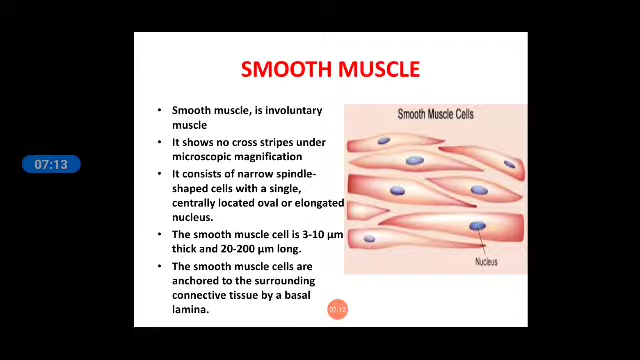 SMOOTH MUSCLE
• Smooth muscle, is involuntary
muscle
• It shows no cross stripes under
microscopic magnification
• It consists of narrow spindle-
shaped cells with a single,
centrally located oval or elongated
nucleus.
• The smooth muscle cell is 3-10 µm
thick and 20-200 µm long.
• The smooth muscle cells are
anchored to the surrounding
connective tissue by a basal
lamina.
Smooth Muscle Cells
Nucleus
07:13
07:12